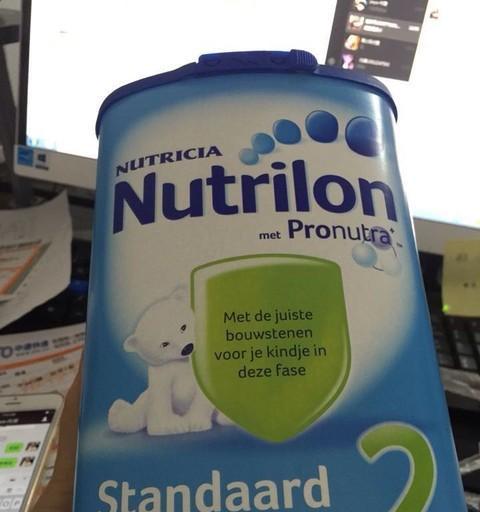 NUTRICIA
Nutrilon
met Pronutra+
Met de juiste
bouwstenen
voor je kindje in
deze fase
Standaard 2